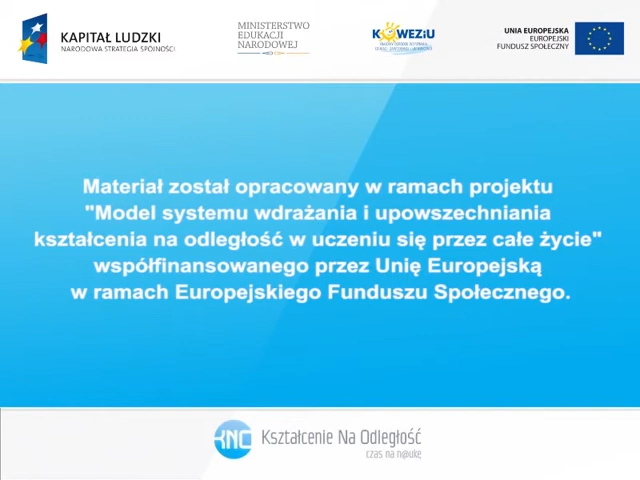 KAPITAŁ LUDZKI
NARODOWA STRATEGIA SPÓJNOŚCI
MINISTERSTWO
EDUKACJI
NARODOWEJ
KOWEZiU
UNIA EUROPEJSKA
EUROPEJSKI
FUNDUSZ SPOŁECZNY
Materiał został opracowany w ramach projektu
"Model systemu wdrażania i upowszechniania
kształcenia na odległość w uczeniu się przez całe życie"
współfinansowanego przez Unię Europejską
w ramach Europejskiego Funduszu Społecznego.
KNO Kształcenie Na Odległość
czas na n@ukę